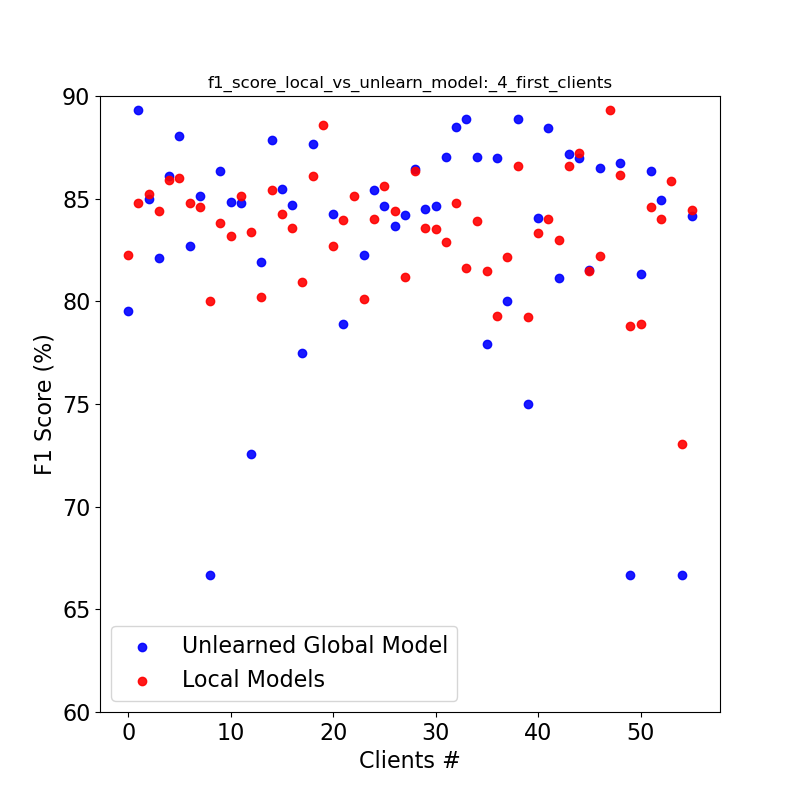 f1_score_local_vs_unlearn_model:_4_first_clients
90
85
80
75
70
65
60
F1 Score (%)
Unlearned Global Model
Local Models
0 10 20 30 40 50
Clients #